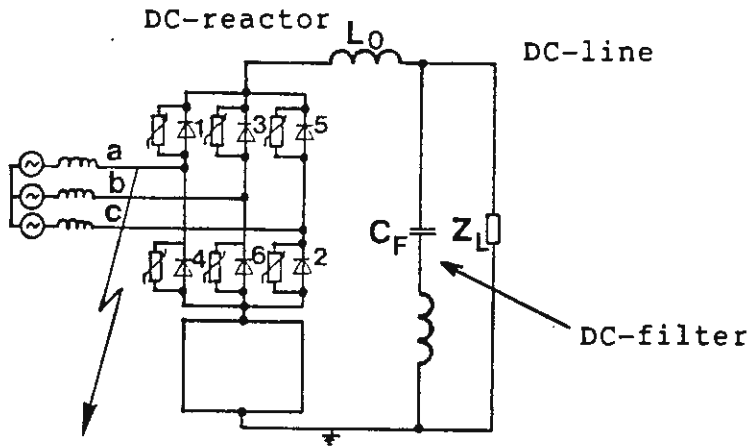 DC-reactor
L0
DC-line
1
3
5
a
b
c
4
6
2
CF
ZL
DC-filter